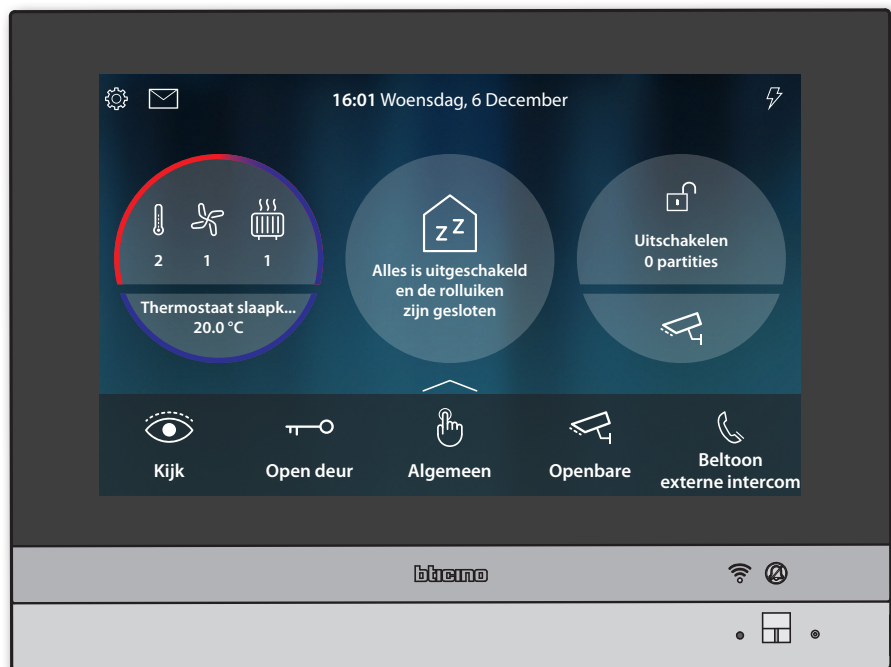 16:01 Woensdag, 6 December
2 1 1
Thermostaat slaapk...
20.0 °C
z Z
Alles is uitgeschakeld
en de rolluiken
zijn gesloten
Uitschakelen
0 partities
Kijk
Open deur
Algemeen
Openbare
Beltoon
externe intercom
bticino